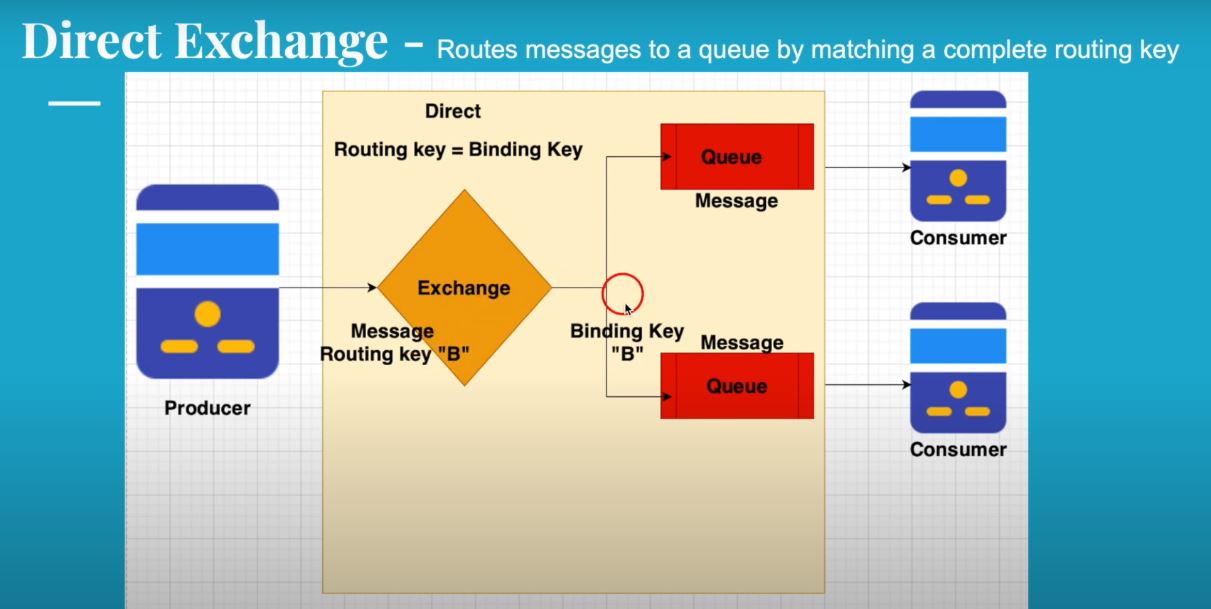 Direct Exchange – Routes messages to a queue by matching a complete routing key
Direct
Routing key = Binding Key
Queue
Message
Consumer
Exchange
Message
Routing key "B"
Binding Key
"B"
Message
Queue
Producer
Consumer